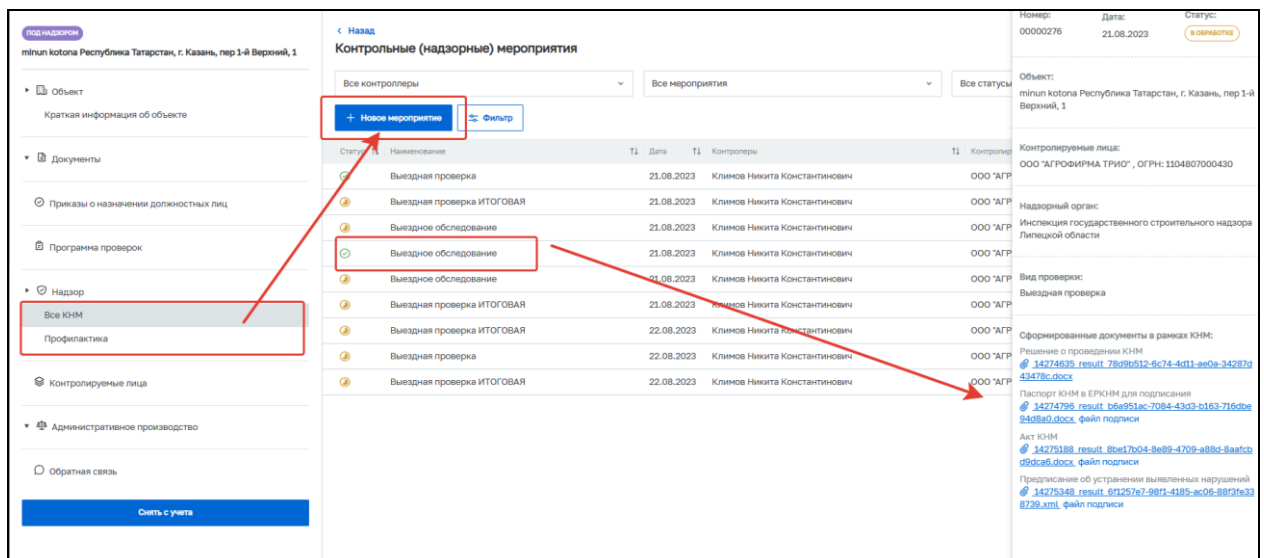 ПОД НАДЗОРОМ
minun kotona Республика Татарстан, г. Казань, пер 1-й Верхний, 1
Объект
Краткая информация об объекте
Документы
Приказы о назначении должностных лиц
Программа проверок
Надзор
Все КНМ
Профилактика
Контролируемые лица
Административное производство
Обратная связь
Снять с учета
Назад
Контрольные (надзорные) мероприятия
Все контроллеры
Все мероприятия
Все статусы
+ Новое мероприятие
Фильтр
Статус Наименование Дата Контролеры Контролир
Выездная проверка 21.08.2023 Климов Никита Константинович ООО "АГР
Выездная проверка ИТОГОВАЯ 21.08.2023 Климов Никита Константинович ООО "АГР
Выездное обследование 21.08.2023 Климов Никита Константинович ООО "АГР
Выездное обследование 21.08.2023 Климов Никита Константинович ООО "АГР
Выездное обследование 21.08.2023 Климов Никита Константинович ООО "АГР
Выездная проверка ИТОГОВАЯ 21.08.2023 Климов Никита Константинович ООО "АГР
Выездная проверка ИТОГОВАЯ 22.08.2023 Климов Никита Константинович ООО "АГР
Выездная проверка 22.08.2023 Климов Никита Константинович ООО "АГР
Выездная проверка ИТОГОВАЯ 22.08.2023 Климов Никита Константинович ООО "АГР
Номер: Дата: Статус:
00000276 21.08.2023 В ОБРАБОТКЕ
Объект:
minun kotona Республика Татарстан, г. Казань, пер 1-й
Верхний, 1
Контролируемые лица:
ООО "АГРОФИРМА ТРИО" , ОГРН: 1104807000430
Надзорный орган:
Инспекция государственного строительного надзора
Липецкой области
Вид проверки:
Выездная проверка
Сформированные документы в рамках КНМ:
Решение о проведении КНМ
14274635_result_78d9b512-6c74-4d11-ae0a-34287d
43478c.docx
Паспорт КНМ в ЕРКНМ для подписания
14274796_result_b6a951ac-7084-43d3-b163-716dbe
94d8a0.docx файл подписи
Акт КНМ
14275188_result_8be17b04-8e89-4709-a88d-8aafcb
d9dca6.docx файл подписи
Предписание об устранении выявленных нарушений
14275348_result_6f1257e7-98f1-4185-ac06-88f3fe33
8739.xml файл подписи